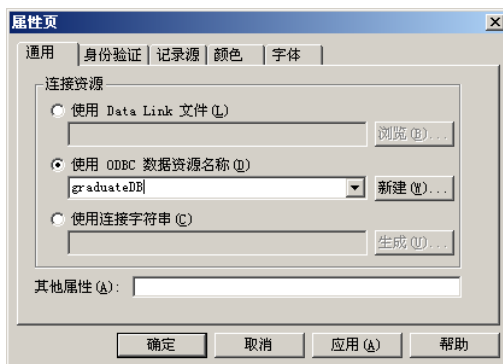 属性页
通用 身份验证 记录源 颜色 字体
连接资源
使用 Data Link 文件(L)
浏览(B)...
使用 ODBC 数据资源名称(D)
graduateDB 新建(W)...
使用连接字符串(C)
生成(U)...
其他属性(A):
确定 取消 应用(A) 帮助